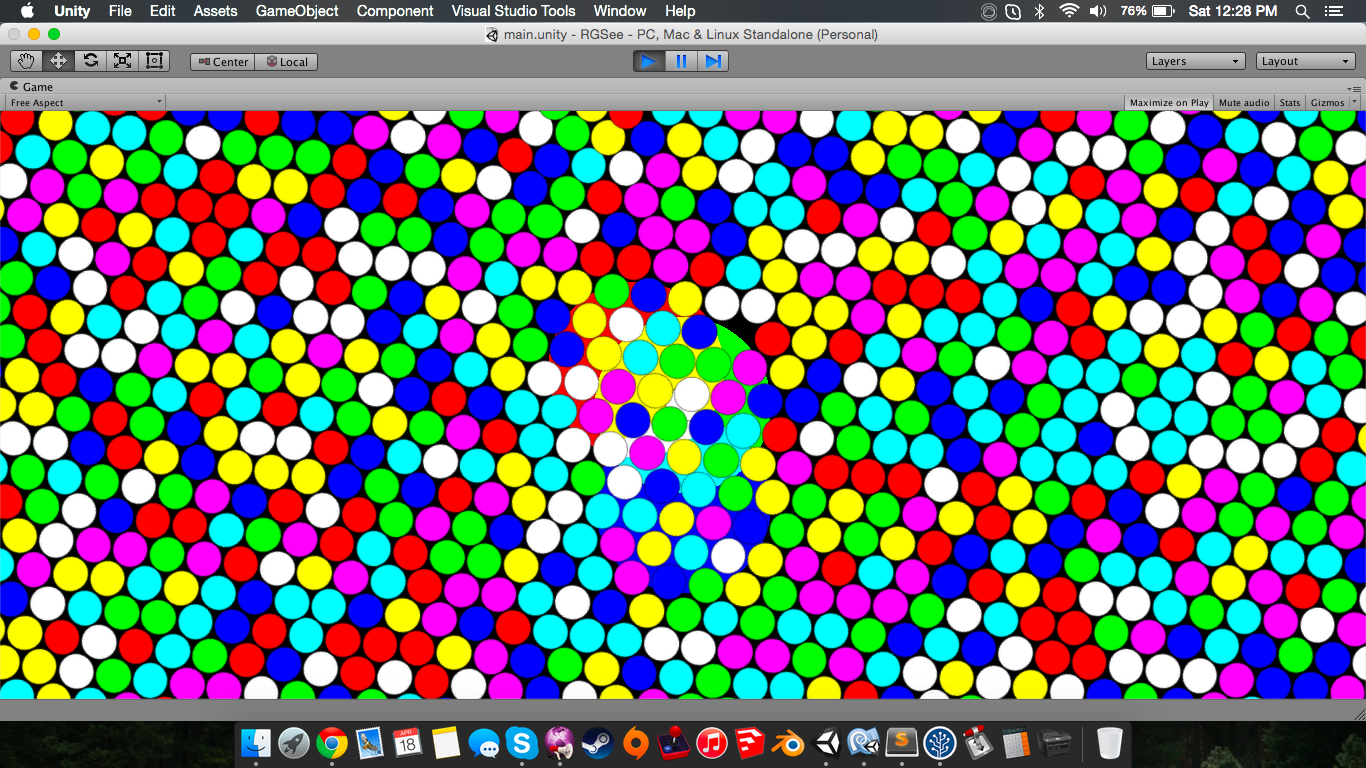 Unity File Edit Assets GameObject Component Visual Studio Tools Window Help 76% Sat 12:28 PM
main.unity - RGSee - PC, Mac & Linux Standalone (Personal)
Center Local Layers Layout
Game
Free Aspect Maximize on Play Mute audio Stats Gizmos
APR
18